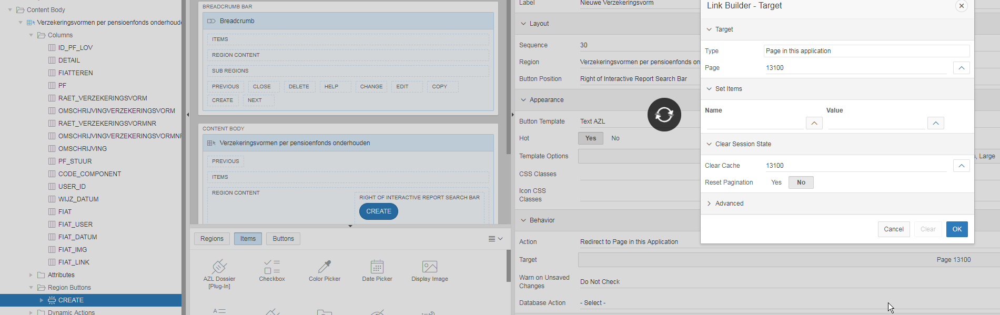 Content Body
Verzekeringsvormen per pensioenfonds onderhoude
Columns
ID_PF_LOV
DETAIL
FIATTEREN
PF
RAET_VERZEKERINGSVORM
OMSCHRIJVINGVERZEKERINGSVORM
RAET_VERZEKERINGSVORMNR
OMSCHRIJVINGVERZEKERINGSVORMNR
OMSCHRIJVING
PF_STUUR
CODE_COMPONENT
USER_ID
WIJZ_DATUM
FIAT
FIAT_USER
FIAT_DATUM
FIAT_IMG
FIAT_LINK
Attributes
Region Buttons
CREATE
Dynamic Actions
BREADCRUMB BAR
Breadcrumb
ITEMS
REGION CONTENT
SUB REGIONS
PREVIOUS CLOSE DELETE HELP CHANGE EDIT COPY
CREATE NEXT
CONTENT BODY
Verzekeringsvormen per pensioenfonds onderhouden
PREVIOUS
ITEMS
REGION CONTENT
RIGHT OF INTERACTIVE REPORT SEARCH BAR
CREATE
Regions Items Buttons
AZL Dossier
[Plug-In]
Checkbox
Color Picker
Date Picker
Display Image
Label Nieuwe Verzekeringsvorm
Layout
Sequence 30
Region Verzekeringsvormen per pensioenfonds on
Button Position Right of Interactive Report Search Bar
Appearance
Button Template Text AZL
Hot Yes No
Template Options s, Large
CSS Classes
Icon CSS
Classes
Behavior
Action Redirect to Page in this Application
Target Page 13100
Warn on Unsaved
Changes
Do Not Check
Database Action - Select -
Link Builder - Target
Target
Type Page in this application
Page 13100
Set Items
Name Value
Clear Session State
Clear Cache 13100
Reset Pagination Yes No
Advanced
Cancel Clear OK